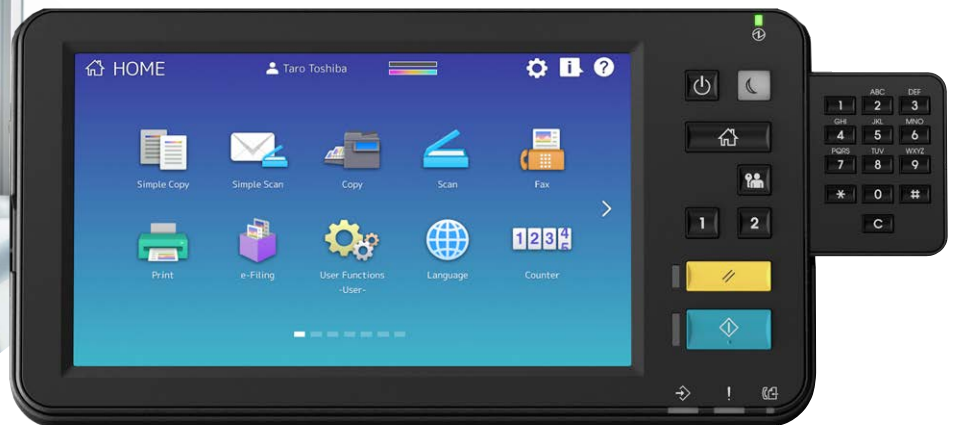 HOME
Taro Toshiba
Simple Copy
Simple Scan
Copy
Scan
Fax
Print
e-Filing
User Functions
-User-
Language
1234
5
Counter
1 2
ABC DEF
1 2 3
GHI JKL MNO
4 5 6
PQRS TUV WXYZ
7 8 9
* 0 #
C
!